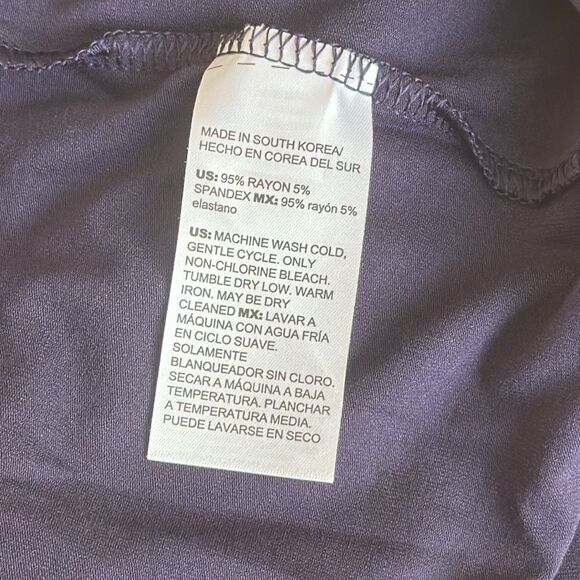 MADE IN SOUTH KOREA/
HECHO EN COREA DEL SUR
US: 95% RAYON 5%
SPANDEX MX: 95% rayón 5%
elastano
US: MACHINE WASH COLD,
GENTLE CYCLE. ONLY
NON-CHLORINE BLEACH.
TUMBLE DRY LOW. WARM
IRON. MAY BE DRY
CLEANED MX: LAVAR A
MÁQUINA CON AGUA FRÍA
EN CICLO SUAVE.
SOLAMENTE
BLANQUEADOR SIN CLORO.
SECAR A MÁQUINA A BAJA
TEMPERATURA. PLANCHAR
A TEMPERATURA MEDIA.
PUEDE LAVARSE EN SECO